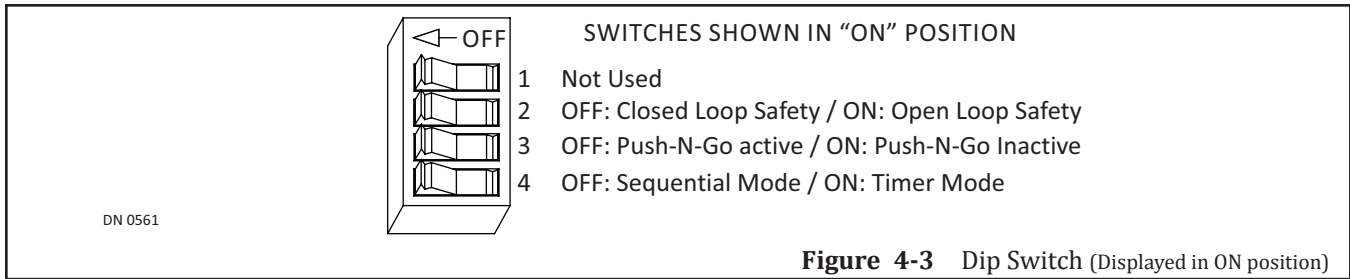 OFF
SWITCHES SHOWN IN “ON” POSITION
1 Not Used
2 OFF: Closed Loop Safety / ON: Open Loop Safety
3 OFF: Push-N-Go active / ON: Push-N-Go Inactive
4 OFF: Sequential Mode / ON: Timer Mode
DN 0561
Figure 4-3 Dip Switch (Displayed in ON position)